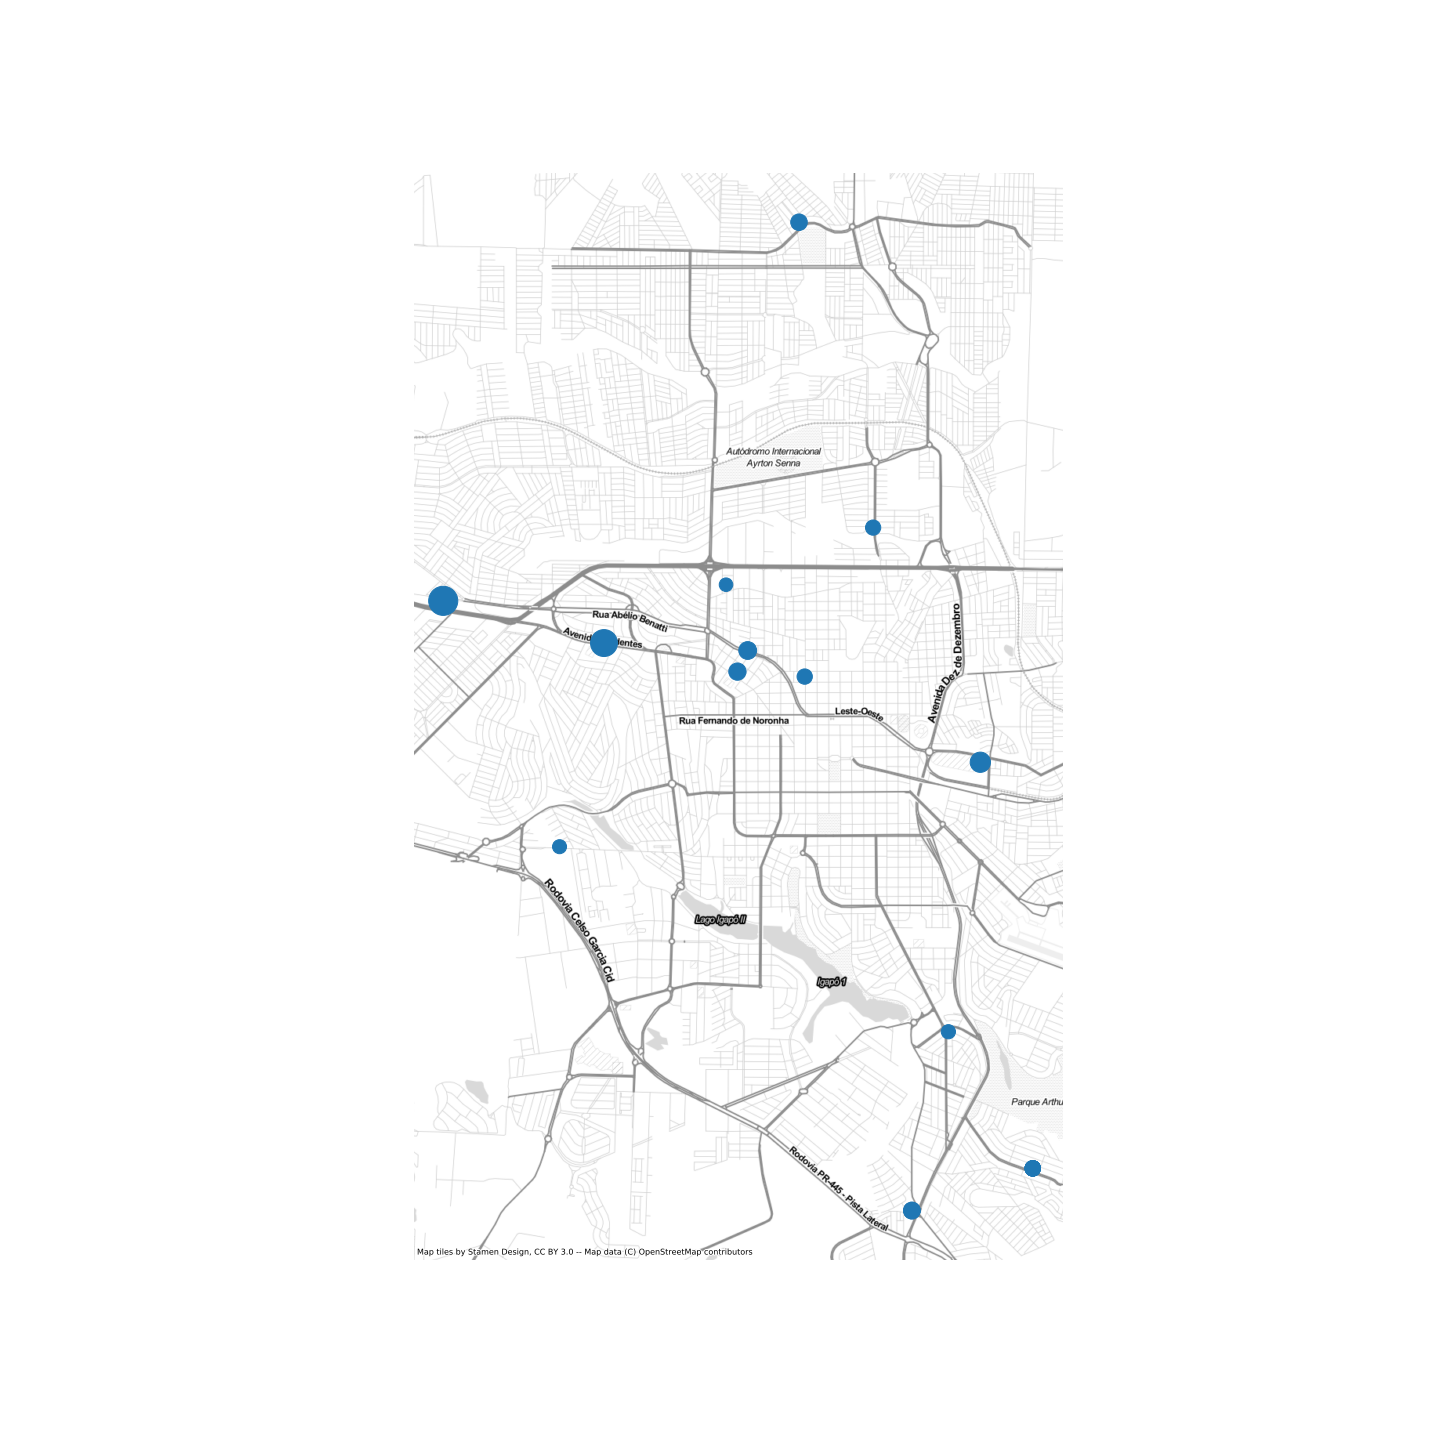 Autódromo Internacional
Ayrton Senna
Rua Abélio Benatti
Avenida
dentes
Avenida Dez de Dezembro
Leste-Oeste
Rua Fernando de Noronha
Rodovia Celso Garcia Cid
Lago Igapó II
Igapó 1
Parque Arthu
Rodovia PR-445 - Pista Lateral
Map tiles by Stamen Design, CC BY 3.0 -- Map data (C) OpenStreetMap contributors